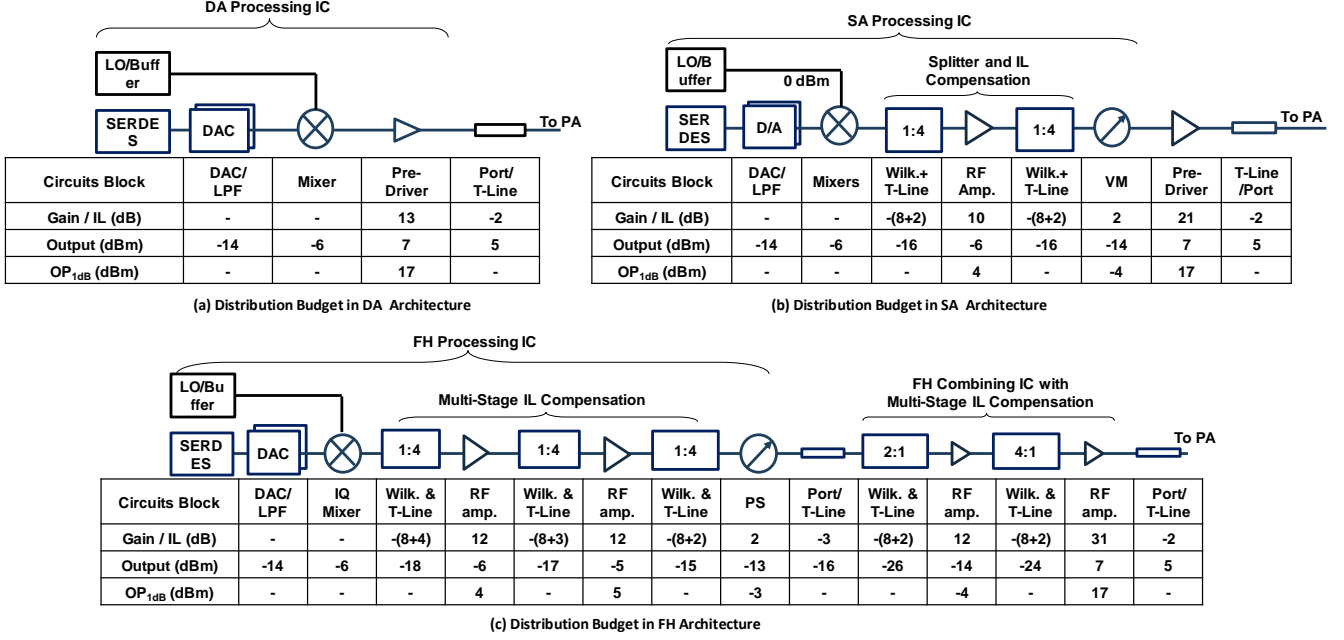 DA Processing IC
LO/Buff
er
SERDE
S
DAC
To PA
Circuits Block DAC/LPF Mixer Pre-Driver Port/T-Line
Gain / IL (dB) - - 13 -2
Output (dBm) -14 -6 7 5
OP1dB (dBm) - - 17 -
(a) Distribution Budget in DA Architecture
SA Processing IC
LO/B
uffer
0 dBm
Splitter and IL
Compensation
SER
DES
D/A
1:4
1:4
To PA
Circuits Block DAC/LPF Mixers Wilk.+T-Line RF Amp. Wilk.+T-Line VM Pre-Driver T-Line/Port
Gain / IL (dB) - - -(8+2) 10 -(8+2) 2 21 -2
Output (dBm) -14 -6 -16 -6 -16 -14 7 5
OP1dB (dBm) - - - 4 - -4 17 -
(b) Distribution Budget in SA Architecture
FH Processing IC
LO/Bu
ffer
Multi-Stage IL Compensation
FH Combining IC with
Multi-Stage IL Compensation
SERD
ES
DAC
1:4
1:4
1:4
2:1
4:1
To PA
Circuits Block DAC/LPF IQ Mixer Wilk. & T-Line RF amp. Wilk. & T-Line RF amp. Wilk. & T-Line PS Port/T-Line Wilk. & T-Line RF amp. Wilk. & T-Line RF amp. Port/T-Line
Gain / IL (dB) - - -(8+4) 12 -(8+3) 12 -(8+2) 2 -3 -(8+2) 12 -(8+2) 31 -2
Output (dBm) -14 -6 -18 -6 -17 -5 -15 -13 -16 -26 -14 -24 7 5
OP1dB (dBm) - - - 4 - 5 - -3 - - -4 - 17 -
(c) Distribution Budget in FH Architecture